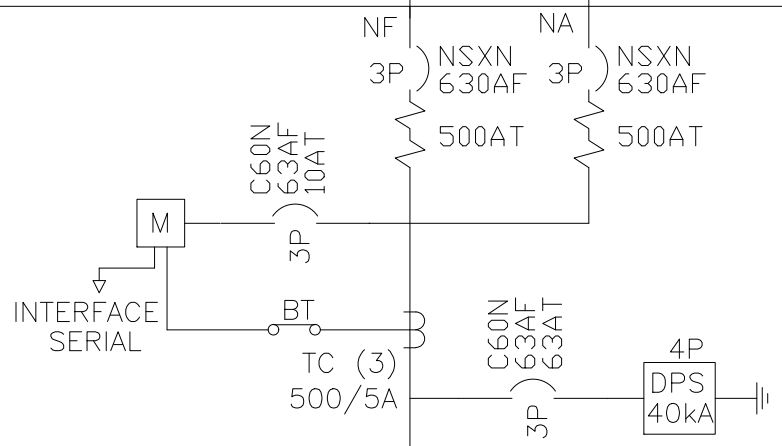 NF
NA
3P
NSXN
630AF
3P
NSXN
630AF
500AT
500AT
C60N
63AF
10AT
3P
M
INTERFACE
SERIAL
BT
TC (3)
500/5A
C60N
63AF
63AT
3P
4P
DPS
40kA